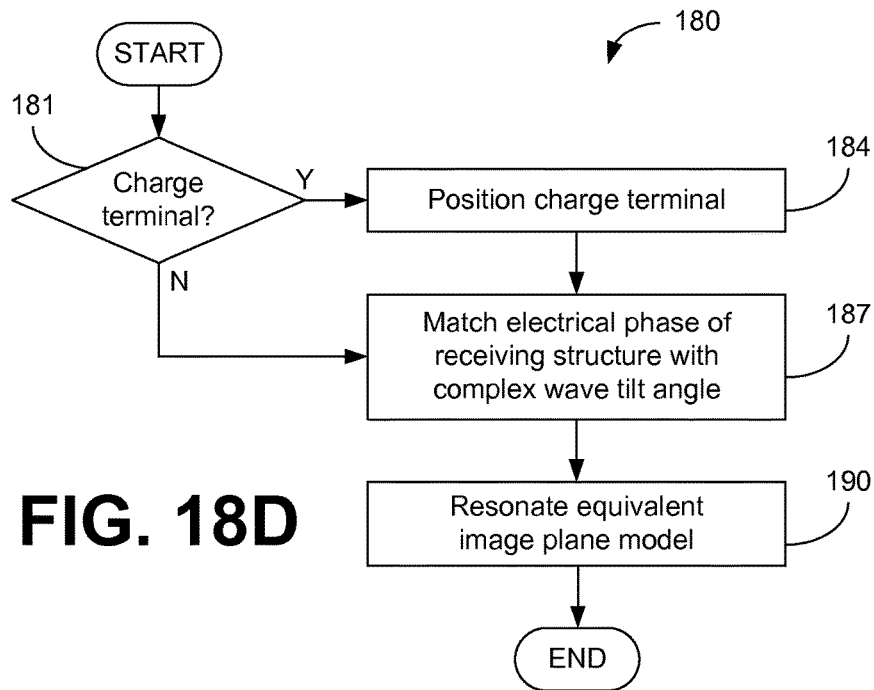 START
180
181
Charge
terminal?
Y
N
184
Position charge terminal
187
Match electrical phase of
receiving structure with
complex wave tilt angle
190
Resonate equivalent
image plane model
FIG. 18D
END